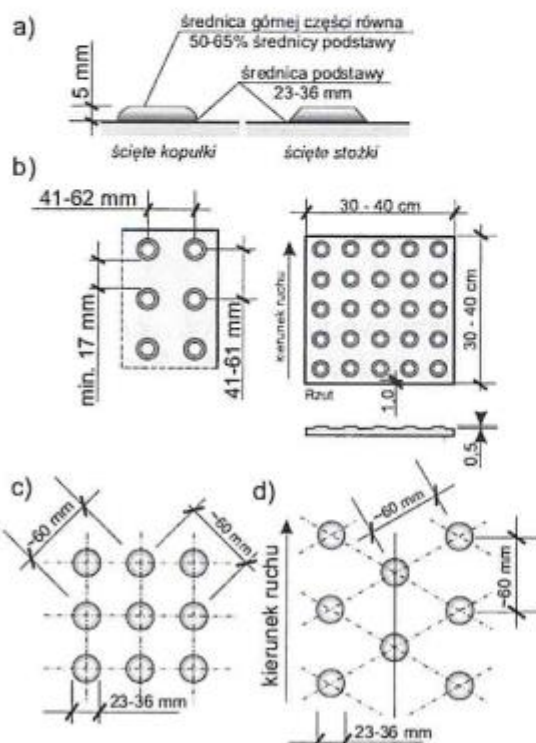 a)
średnica górnej części równa
50-65% średnicy podstawy
5 mm
średnica podstawy
23-36 mm
ścięte kopułki
ścięte stożki
b)
41-62 mm
min. 17 mm
41-61 mm
30 - 40 cm
kierunek ruchu
30 - 40 cm
Rzut
1,0
0,5
c)
~60 mm
~60 mm
23-36 mm
d)
~60 mm
kierunek ruchu
~60 mm
23-36 mm